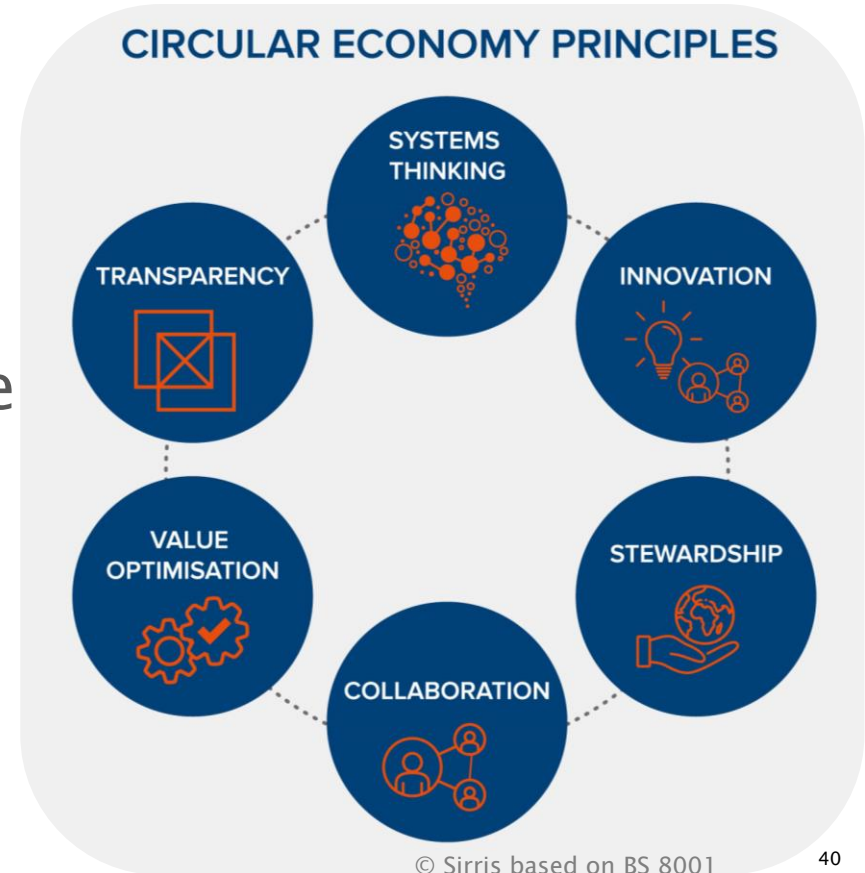 CIRCULAR ECONOMY PRINCIPLES
SYSTEMS
THINKING
INNOVATION
STEWARDSHIP
COLLABORATION
VALUE
OPTIMISATION
TRANSPARENCY
e
© Sirris based on BS 8001
40